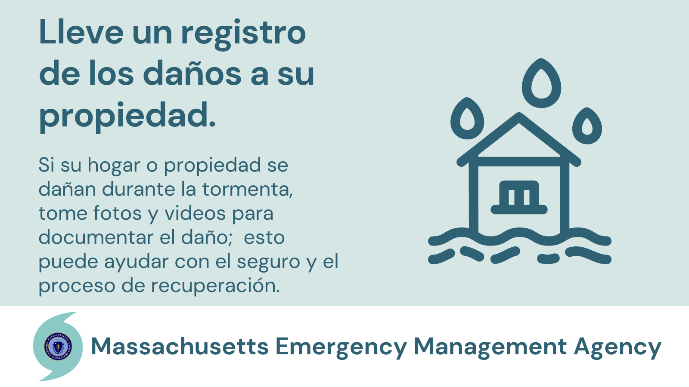 Lleve un registro
de los daños a su
propiedad.
Si su hogar o propiedad se
dañan durante la tormenta,
tome fotos y videos para
documentar el daño;  esto
puede ayudar con el seguro y el
proceso de recuperación.
Massachusetts Emergency Management Agency